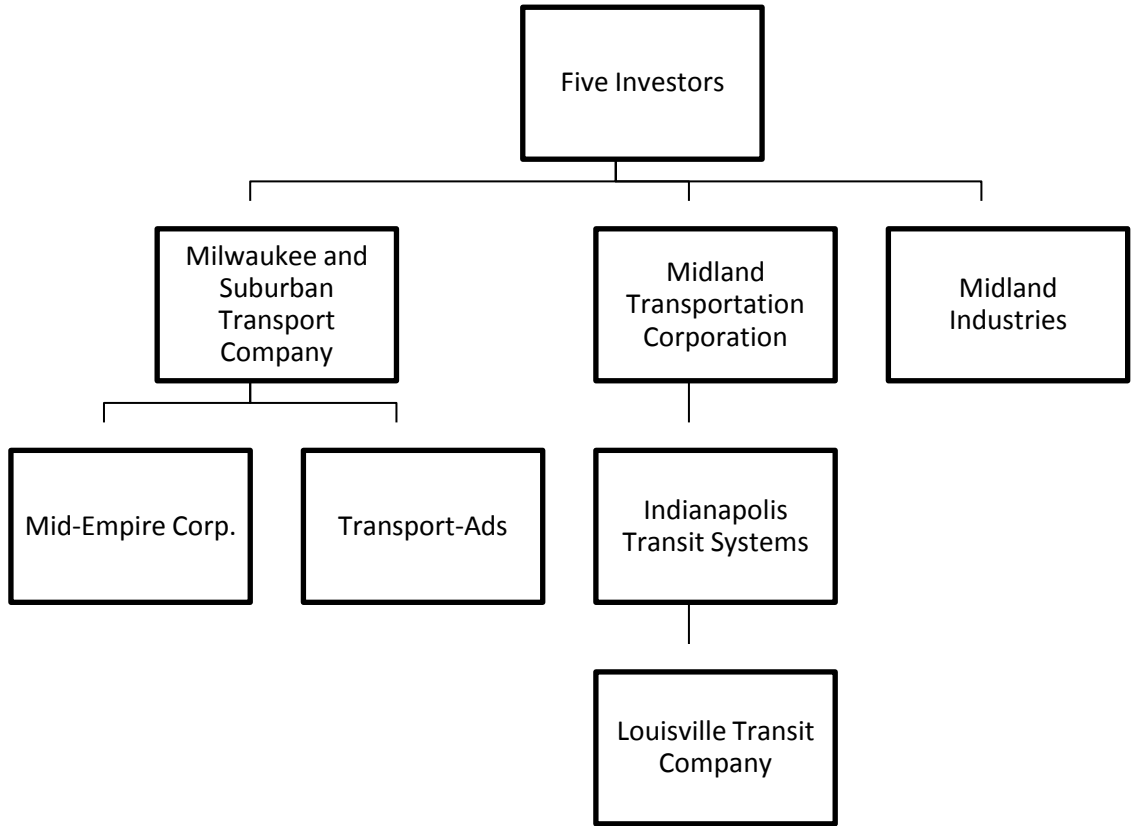 Five Investors
Milwaukee and
Suburban
Transport
Company
Midland
Transportation
Corporation
Midland
Industries
Mid-Empire Corp.
Transport-Ads
Indianapolis
Transit Systems
Louisville Transit
Company